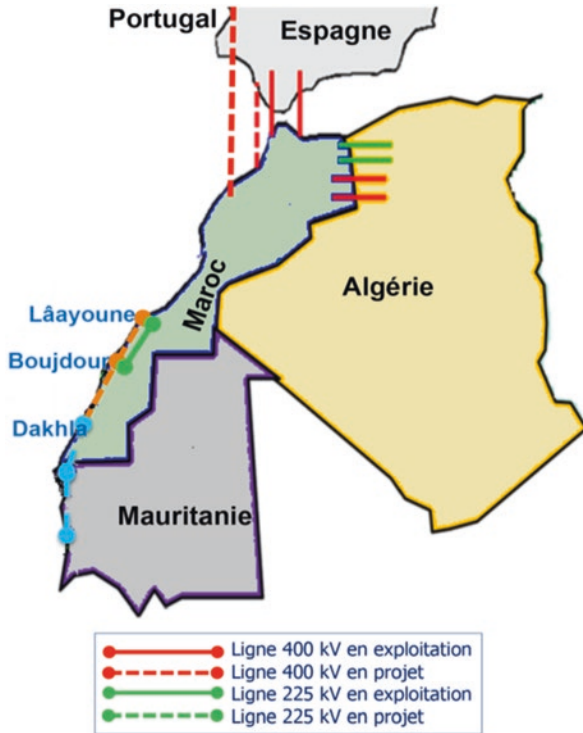 Portugal
Espagne
Maroc
Algérie
Lâayoune
Boujdour
Dakhla
Mauritanie
Ligne 400 kV en exploitation
Ligne 400 kV en projet
Ligne 225 kV en exploitation
Ligne 225 kV en projet